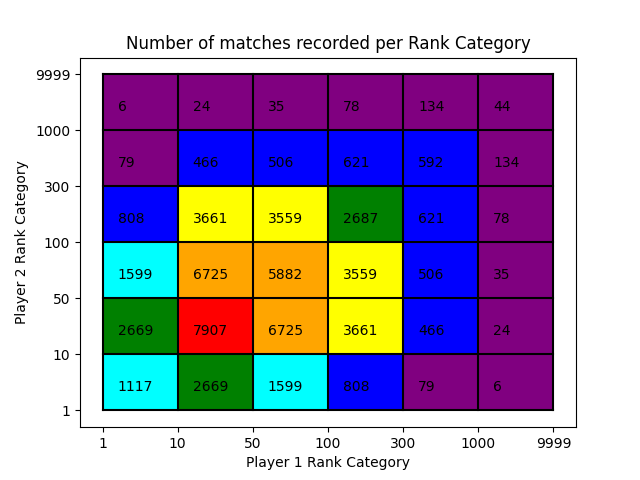 Number of matches recorded per Rank Category
Player 2 Rank Category
9999
6 24 35 78 134 44
1000
79 466 506 621 592 134
300
808 3661 3559 2687 621 78
100
1599 6725 5882 3559 506 35
50
2669 7907 6725 3661 466 24
10
1117 2669 1599 808 79 6
1
1 10 50 100 300 1000 9999
Player 1 Rank Category